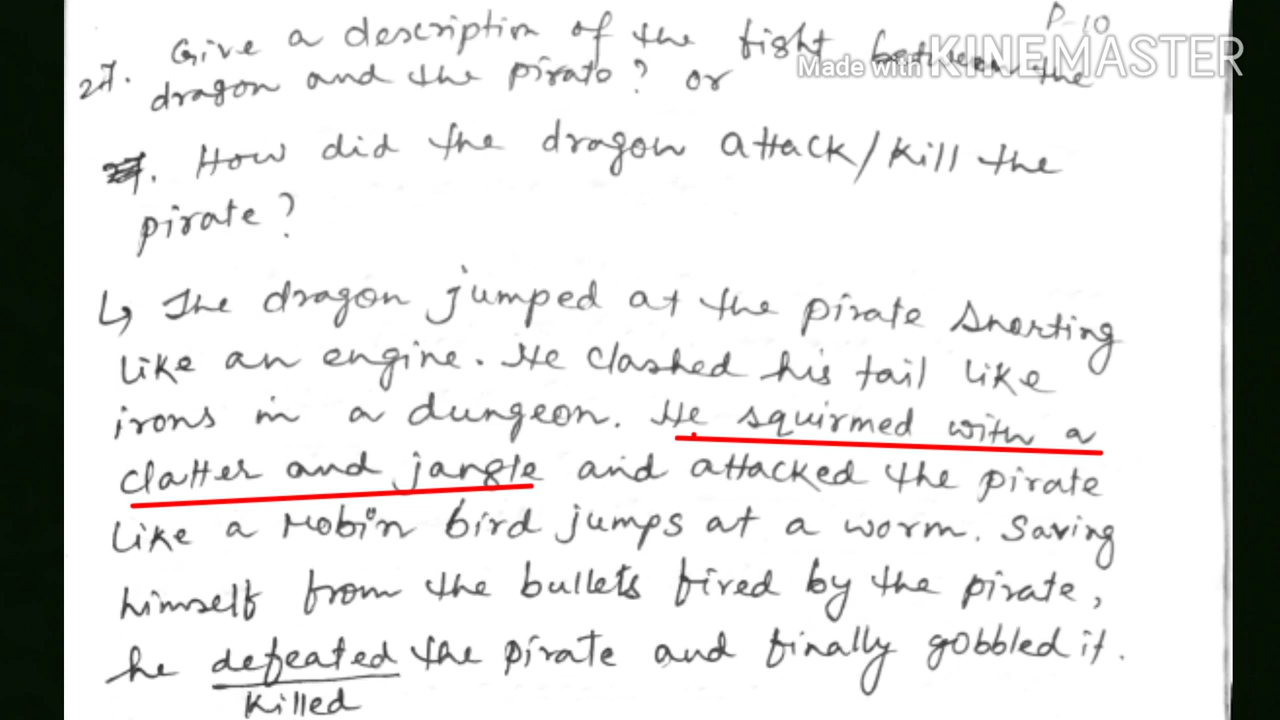 P-10
Made with KINEMASTER
27. Give a description of the fight between the
dragon and the pirate? or
How did the dragon attack/kill the
pirate?
↳ The dragon jumped at the pirate snorting
like an engine. He clashed his tail like
irons in a dungeon. He squirmed with a
clatter and jangle and attacked the pirate
like a Robin bird jumps at a worm. Saving
himself from the bullets fired by the pirate,
he defeated the pirate and finally gobbled it.
killed